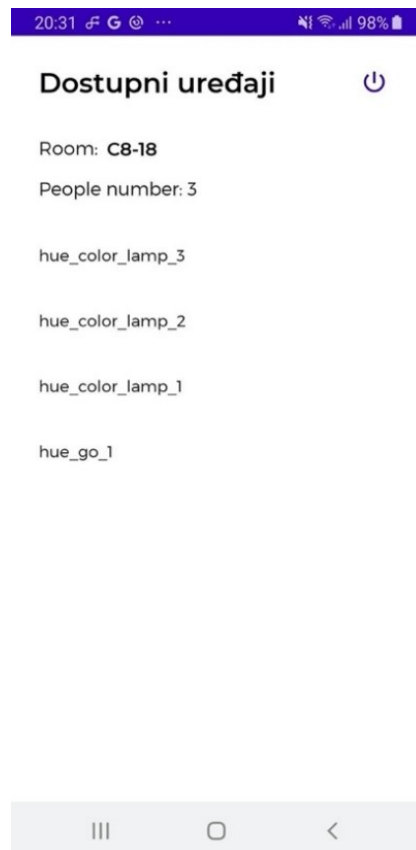 20:31 G ... 98%
Dostupni uređaji
Room: C8-18
People number: 3
hue_color_lamp_3
hue_color_lamp_2
hue_color_lamp_1
hue_go_1